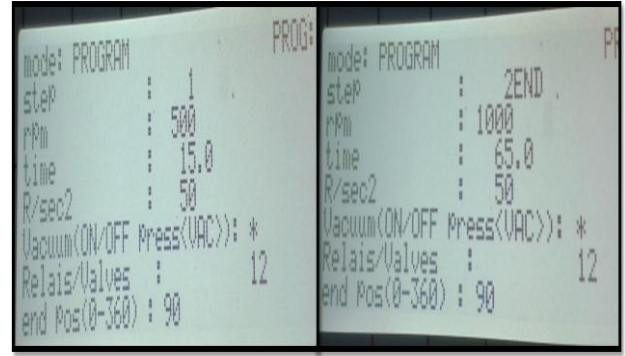 mode: PROGRAM PROG:
step : 1
rpm : 500
time : 15.0
R/sec2 : 50
Vacuum(ON/OFF Press<VAC>): *
Relais/Valves : 12
end Pos(0-360) : 90
mode: PROGRAM
step : 2END
rpm : 1000
time : 65.0
R/sec2 : 50
Vacuum(ON/OFF Press<VAC>): *
Relais/Valves : 12
end Pos(0-360) : 90